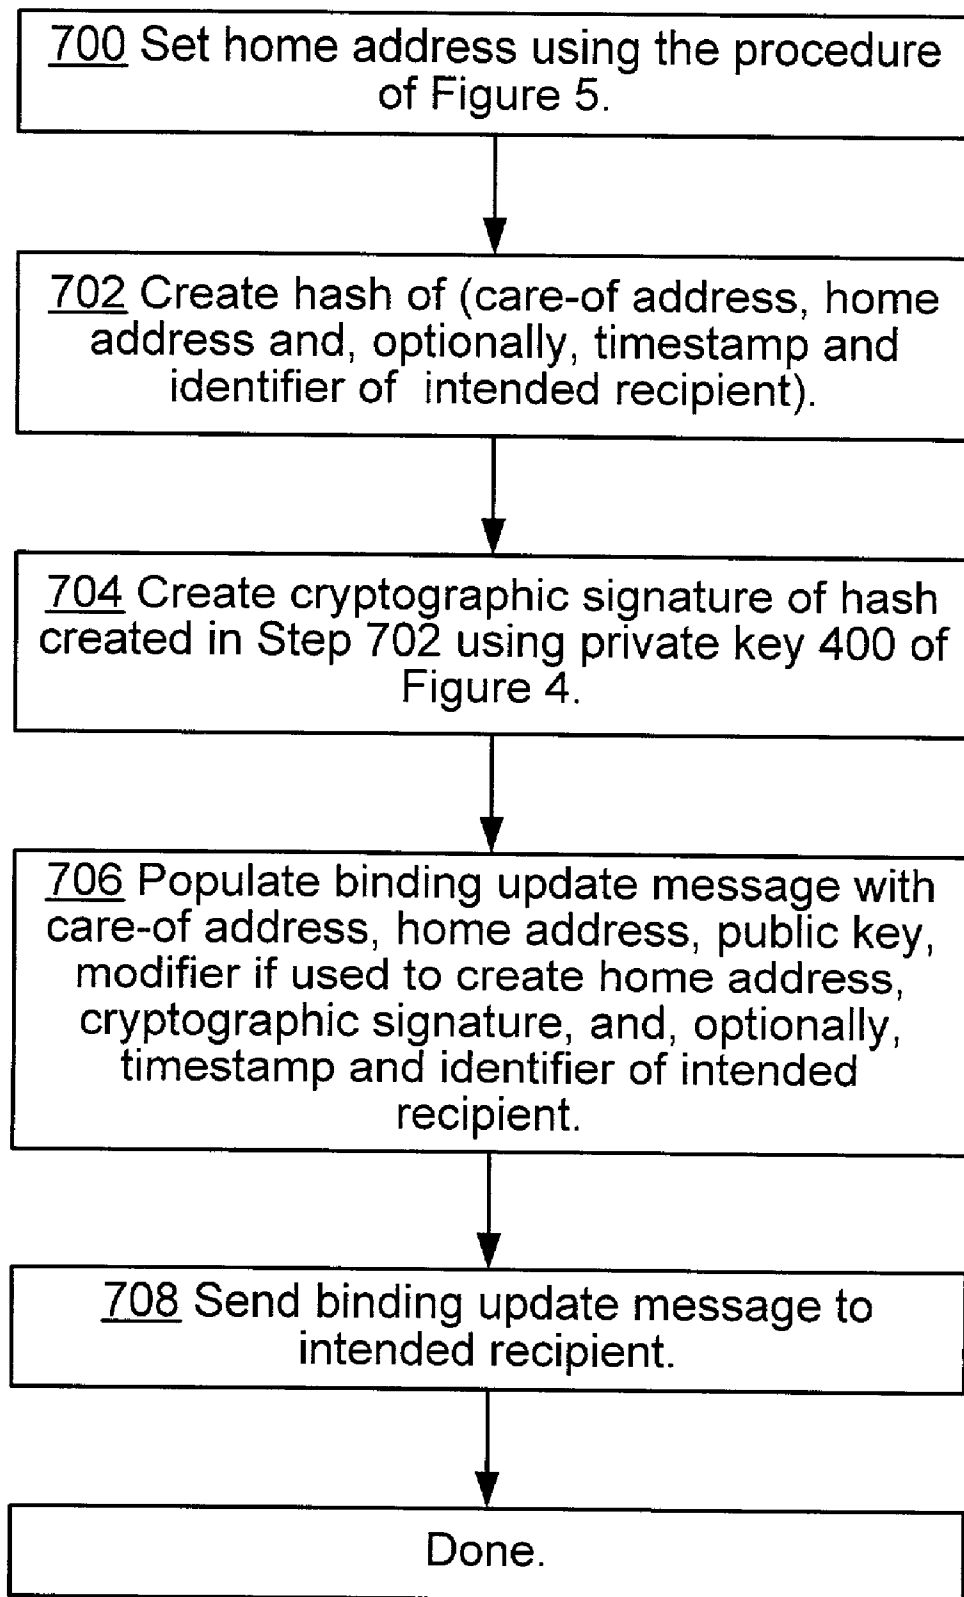 700 Set home address using the procedure
of Figure 5.
702 Create hash of (care-of address, home
address and, optionally, timestamp and
identifier of intended recipient).
704 Create cryptographic signature of hash
created in Step 702 using private key 400 of
Figure 4.
706 Populate binding update message with
care-of address, home address, public key,
modifier if used to create home address,
cryptographic signature, and, optionally,
timestamp and identifier of intended
recipient.
708 Send binding update message to
intended recipient.
Done.